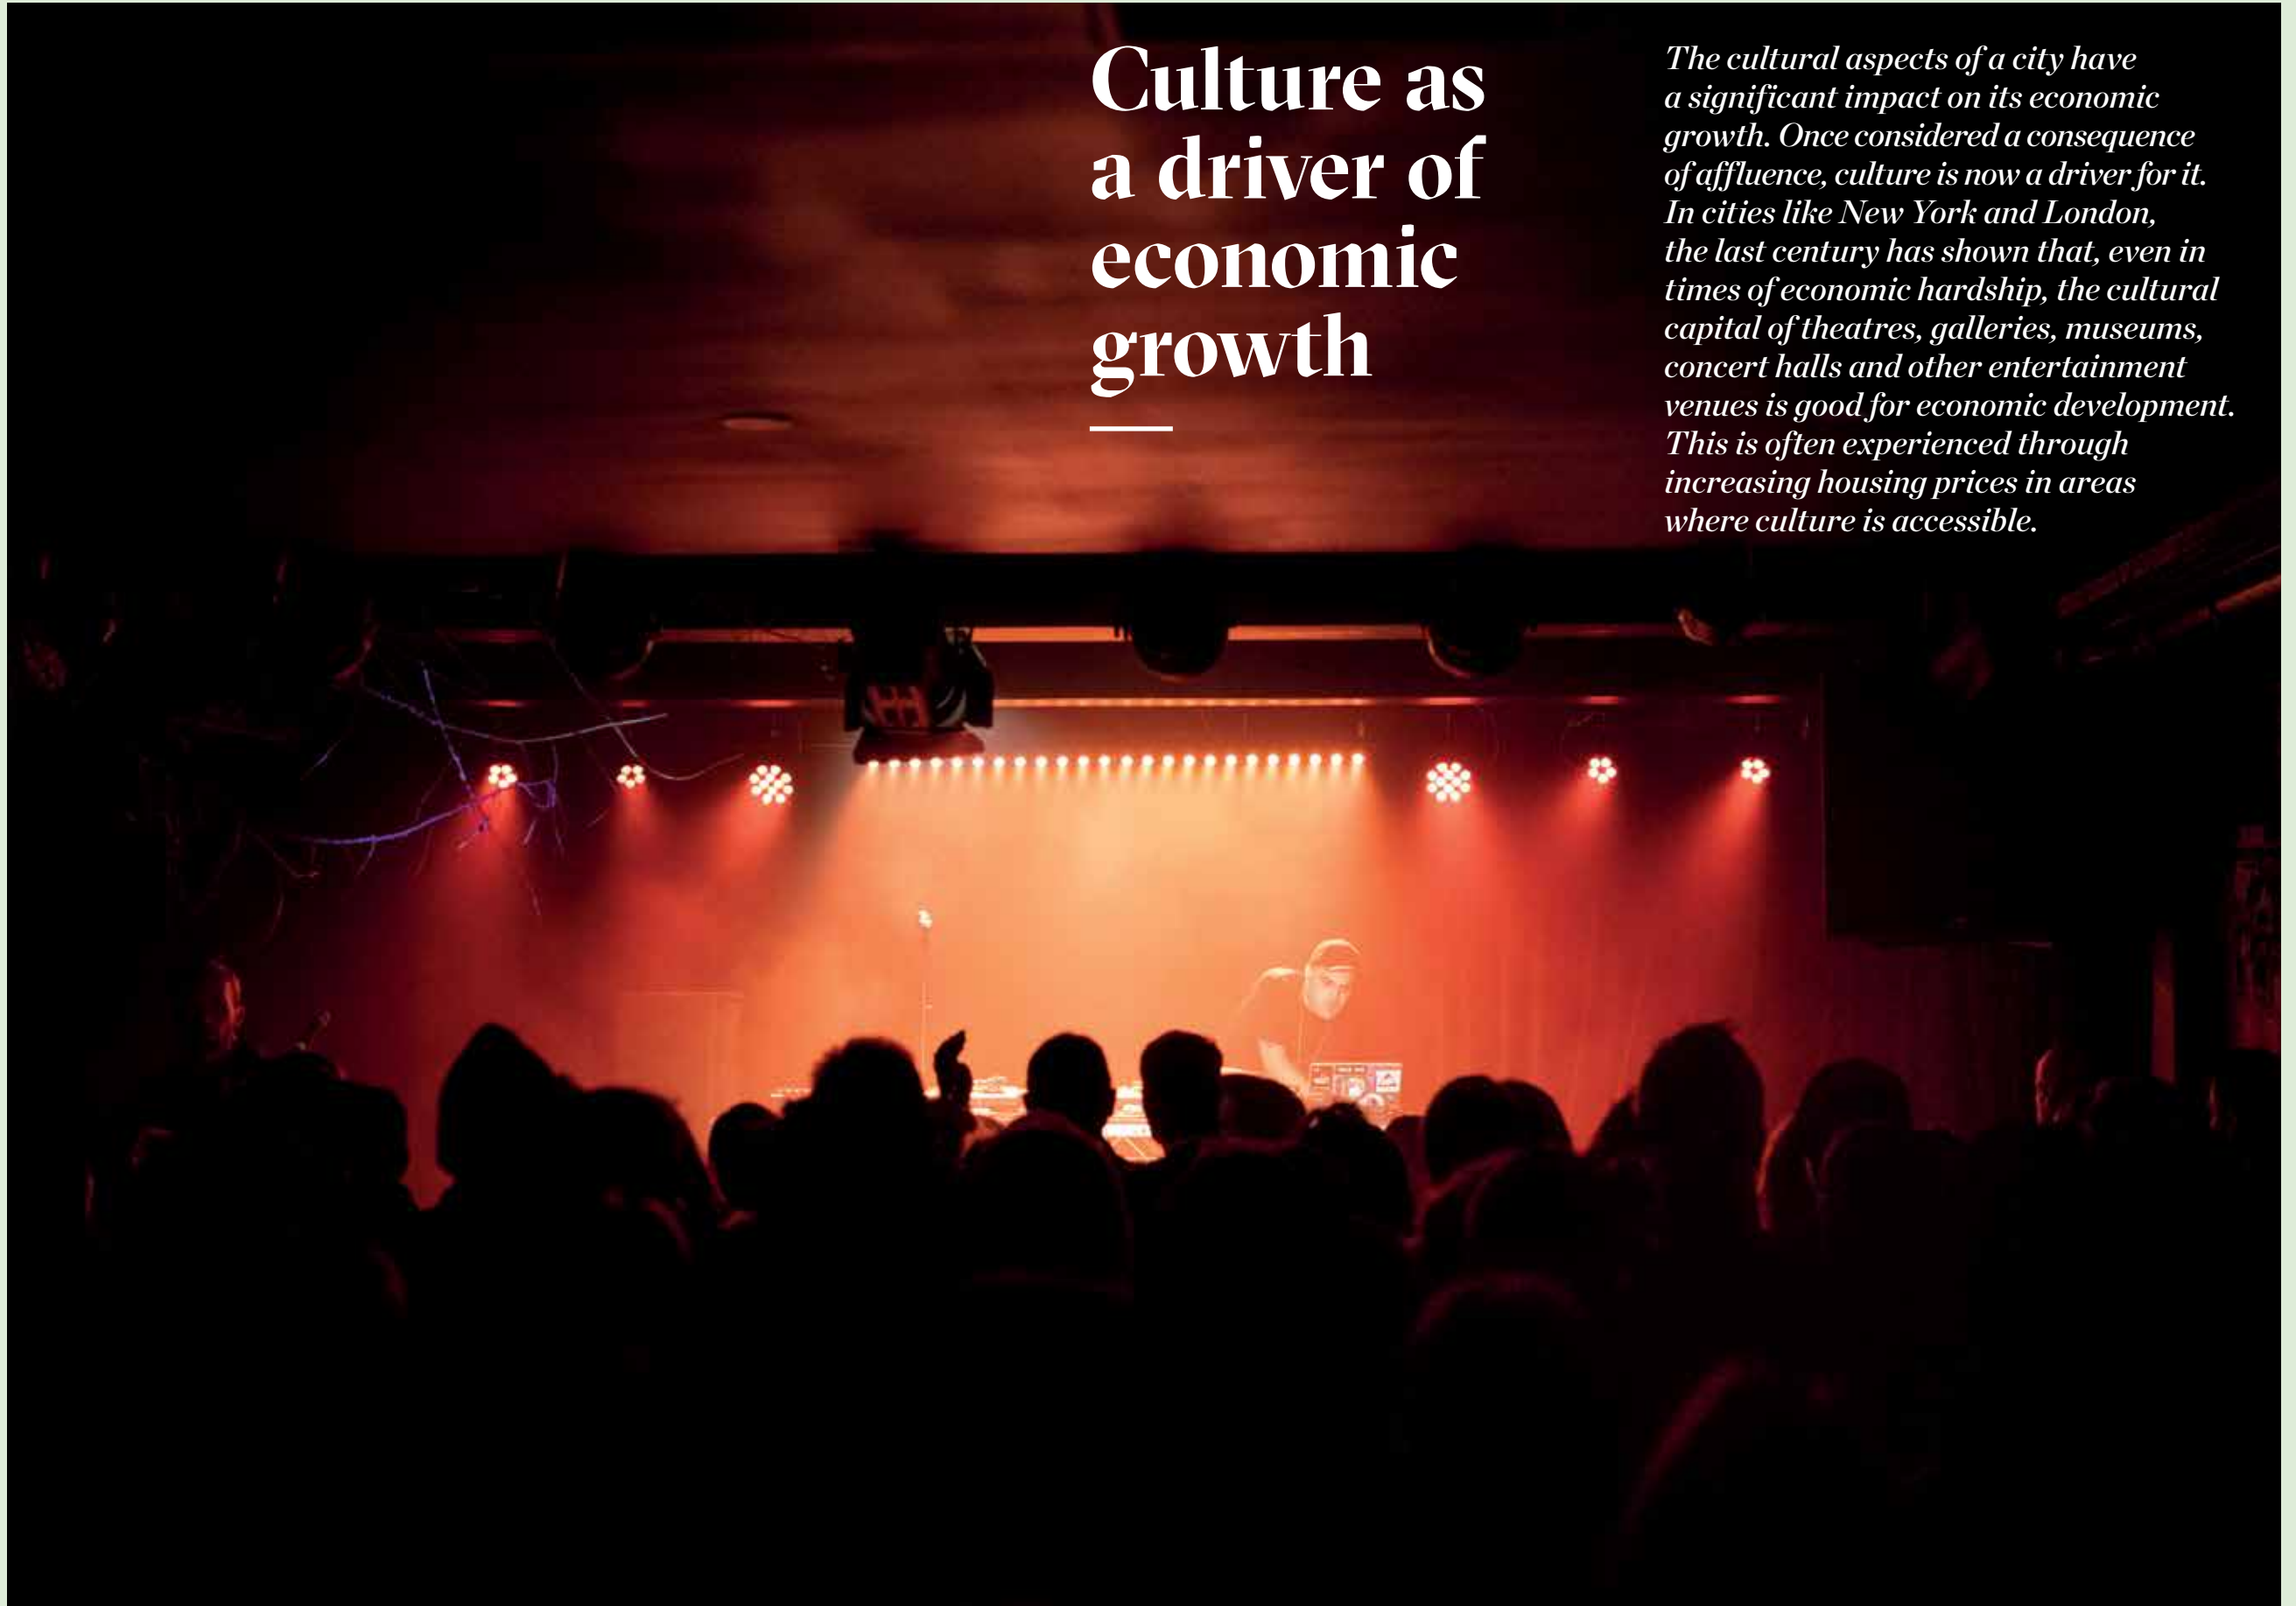 Culture as
a driver of
economic
growth
The cultural aspects of a city have
a significant impact on its economic
growth. Once considered a consequence
of affluence, culture is now a driver for it.
In cities like New York and London,
the last century has shown that, even in
times of economic hardship, the cultural
capital of theatres, galleries, museums,
concert halls and other entertainment
venues is good for economic development.
This is often experienced through
increasing housing prices in areas
where culture is accessible.